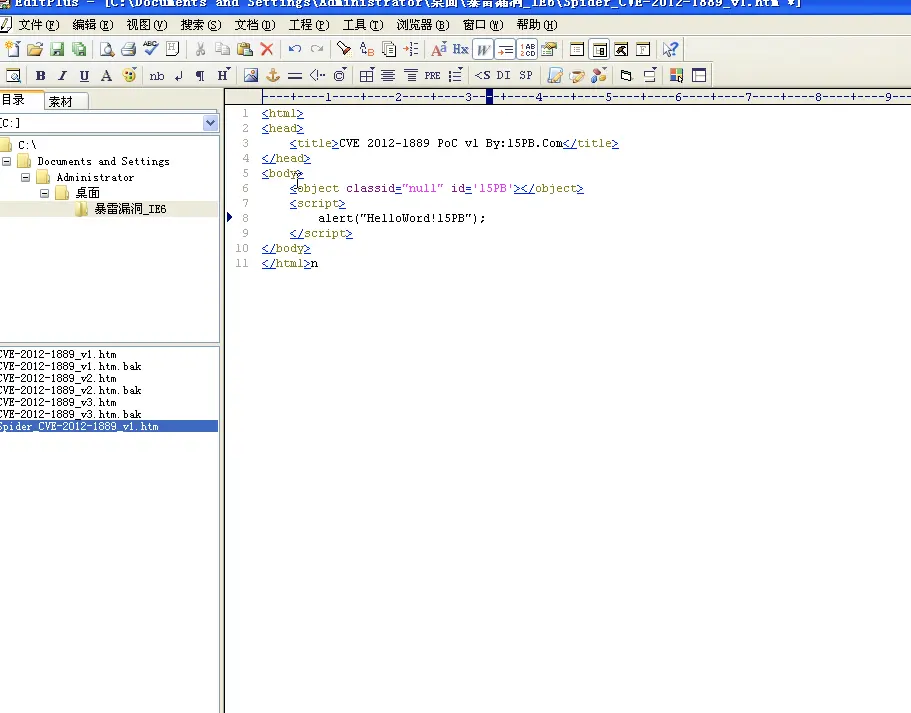 EditPlus - [C:\Documents and Settings\Administrator\桌面\暴雷漏洞_IE6\Spider_CVE-2012-1889_v1.htm *]
文件(F) 编辑(E) 视图(V) 搜索(S) 文档(D) 工程(P) 工具(T) 浏览器(B) 窗口(W) 帮助(H)
ABC Hx W
B I U A nb ¶ H © PRE <S DI SP
目录 素材
[C:]
C:\
Documents and Settings
Administrator
桌面
暴雷漏洞_IE6
CVE-2012-1889_v1.htm
CVE-2012-1889_v1.htm.bak
CVE-2012-1889_v2.htm
CVE-2012-1889_v2.htm.bak
CVE-2012-1889_v3.htm
CVE-2012-1889_v3.htm.bak
Spider_CVE-2012-1889_v1.htm
----+----1----+----2----+----3--+----4----+----5----+----6----+----7----+----8----+----9--
1 <html>
2 <head>
3 <title>CVE 2012-1889 PoC v1 By:15PB.Com</title>
4 </head>
5 <body>
6 <object classid="null" id='15PB'></object>
7 <script>
8 alert("HelloWord!15PB");
9 </script>
10 </body>
11 </html>n